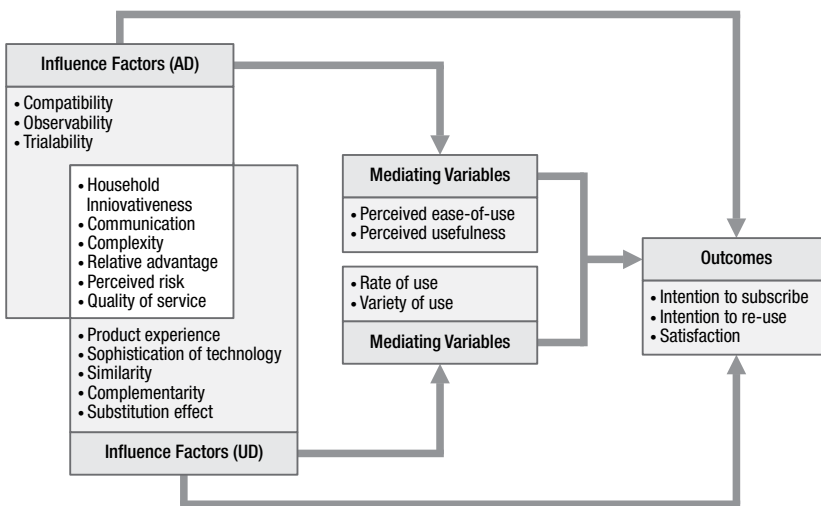 Influence Factors (AD)
• Compatibility
• Observability
• Trialability
• Household
Inniovativeness
• Communication
• Complexity
• Relative advantage
• Perceived risk
• Quality of service
• Product experience
• Sophistication of technology
• Similarity
• Complementarity
• Substitution effect
Influence Factors (UD)
Mediating Variables
• Perceived ease-of-use
• Perceived usefulness
• Rate of use
• Variety of use
Mediating Variables
Outcomes
• Intention to subscribe
• Intention to re-use
• Satisfaction